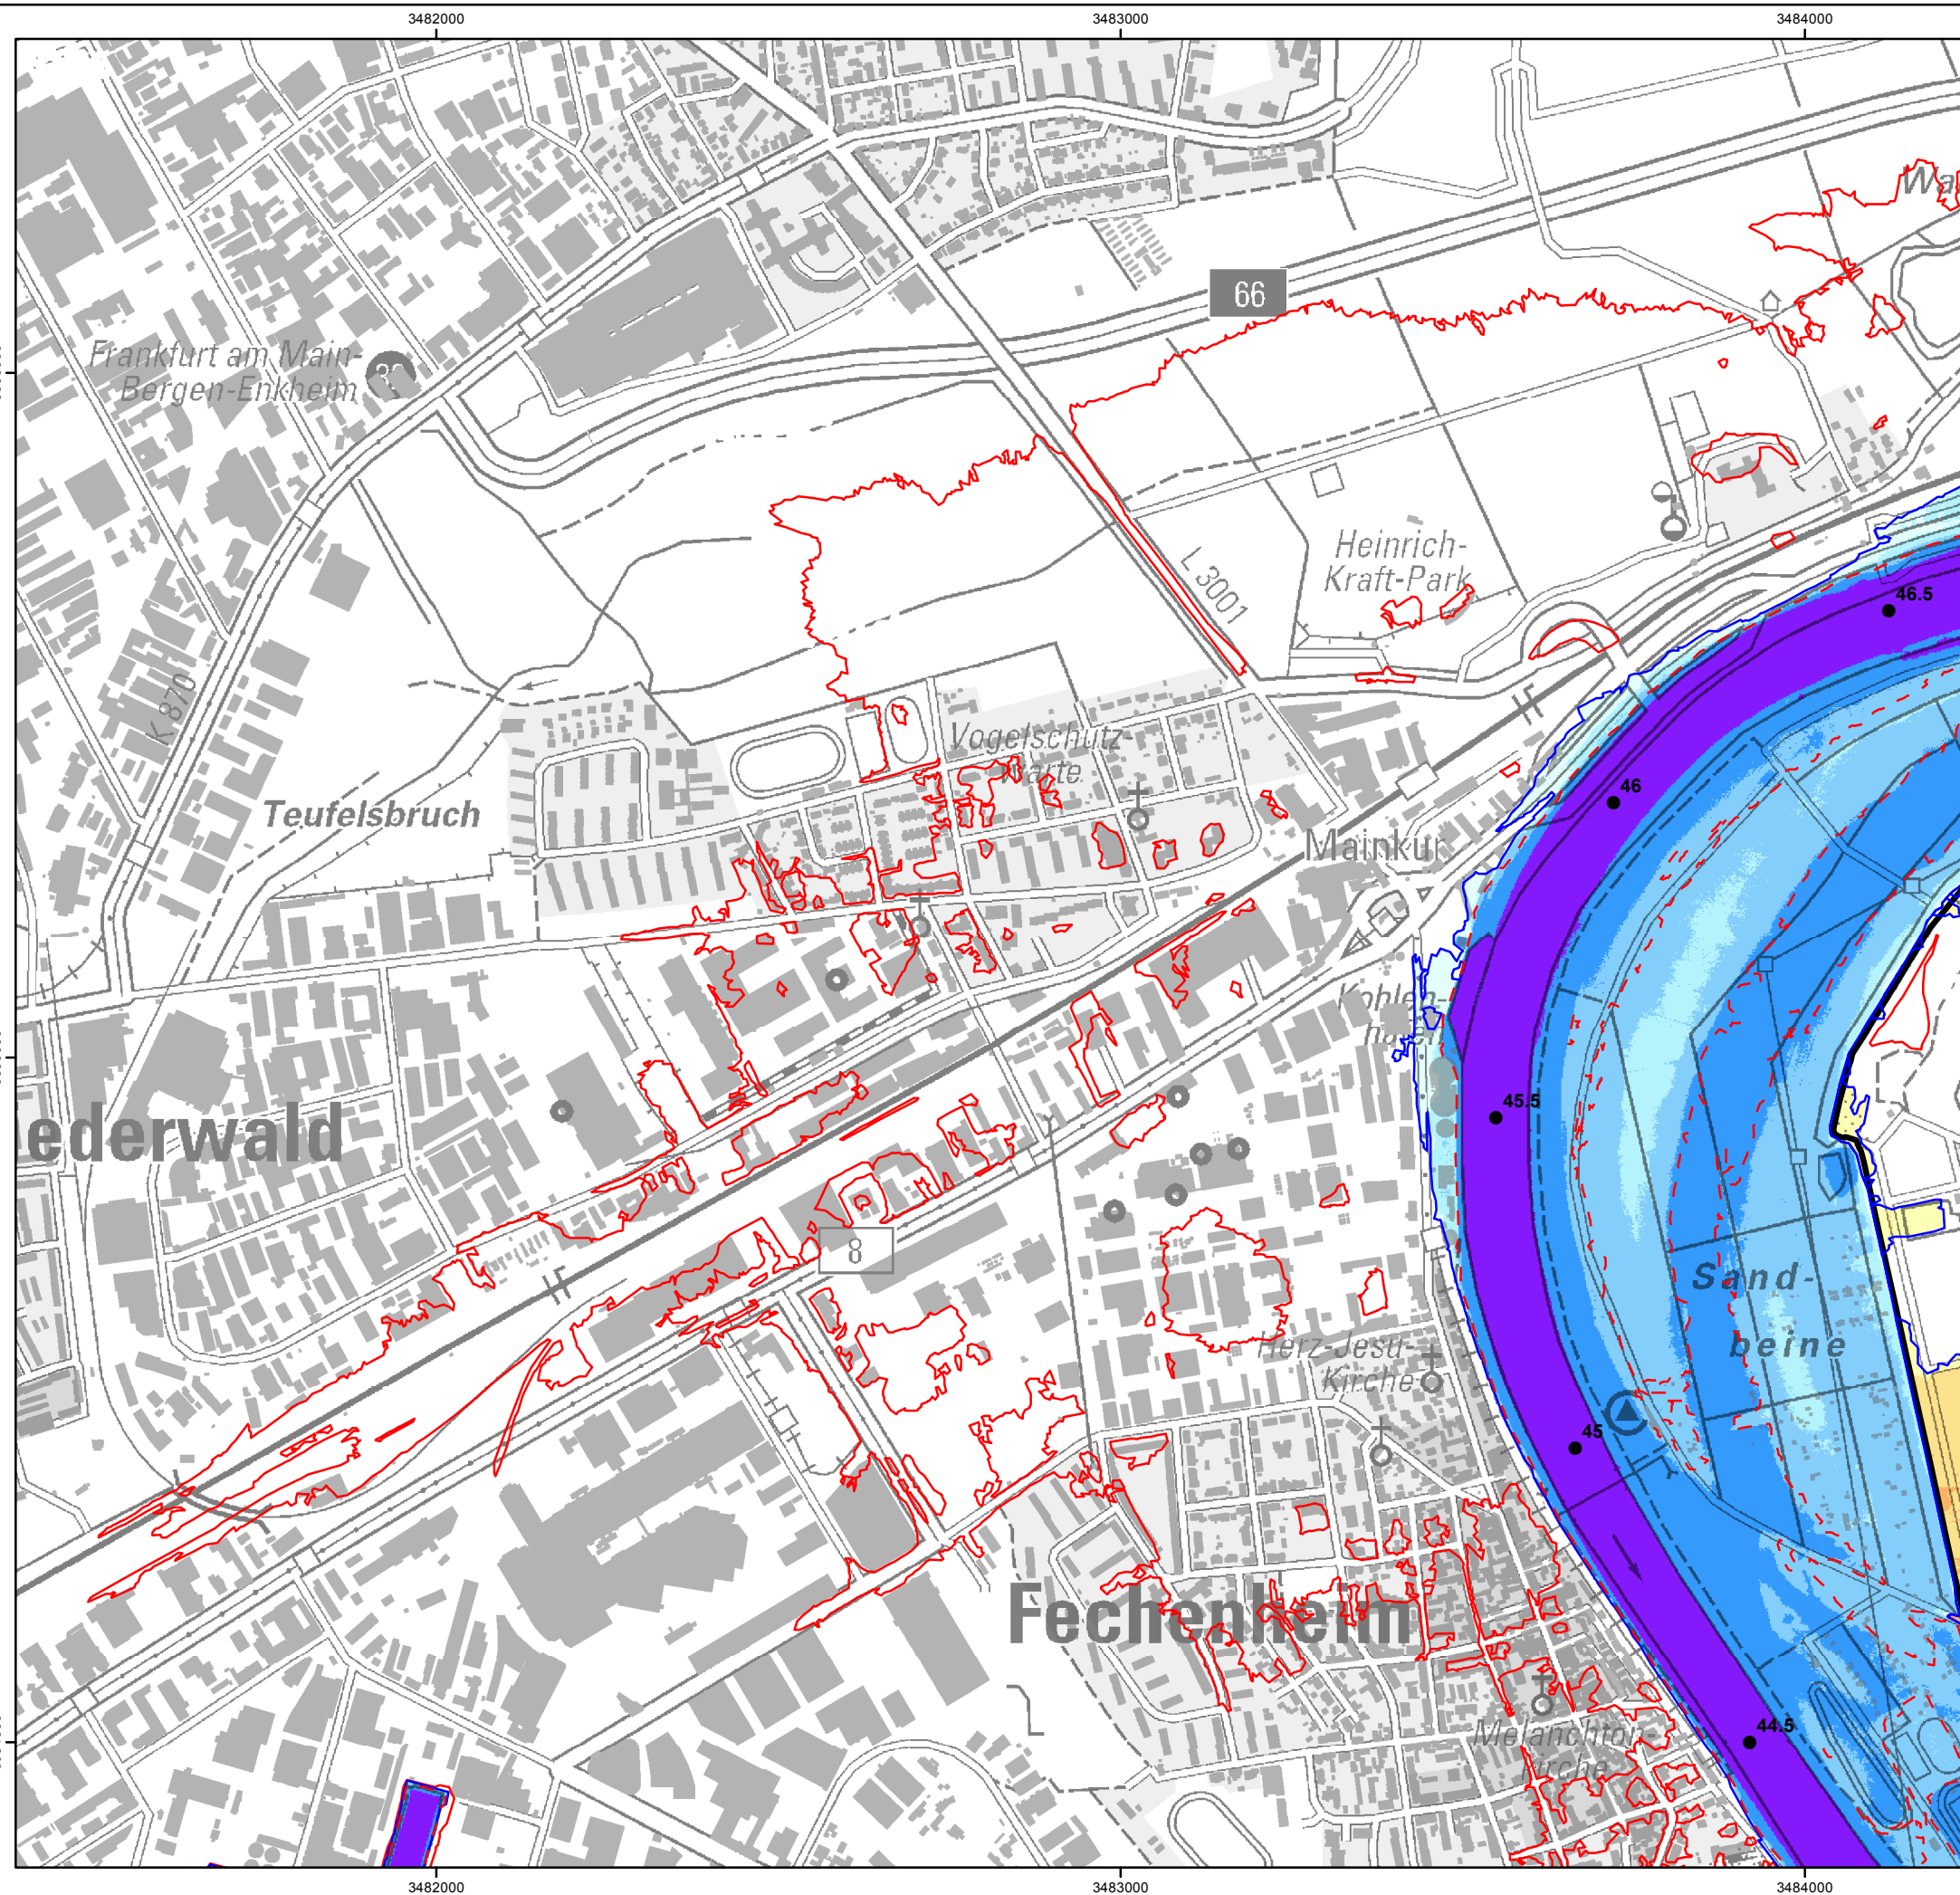 3482000 3483000 3484000
66
Frankfurt am Main-
Bergen-Enkheim
Heinrich-
Kraft-Park
L 3001
46.5
K 870
Vogelschutz-
warte
46
Teufelsbruch
Mainkur
Kohlen-
hafen
45.5
ederwald
8
Sand-
beine
Herz-Jesu-
Kirche
45
Fechenheim
44.5
Melanchton-
Kirche
3482000 3483000 3484000